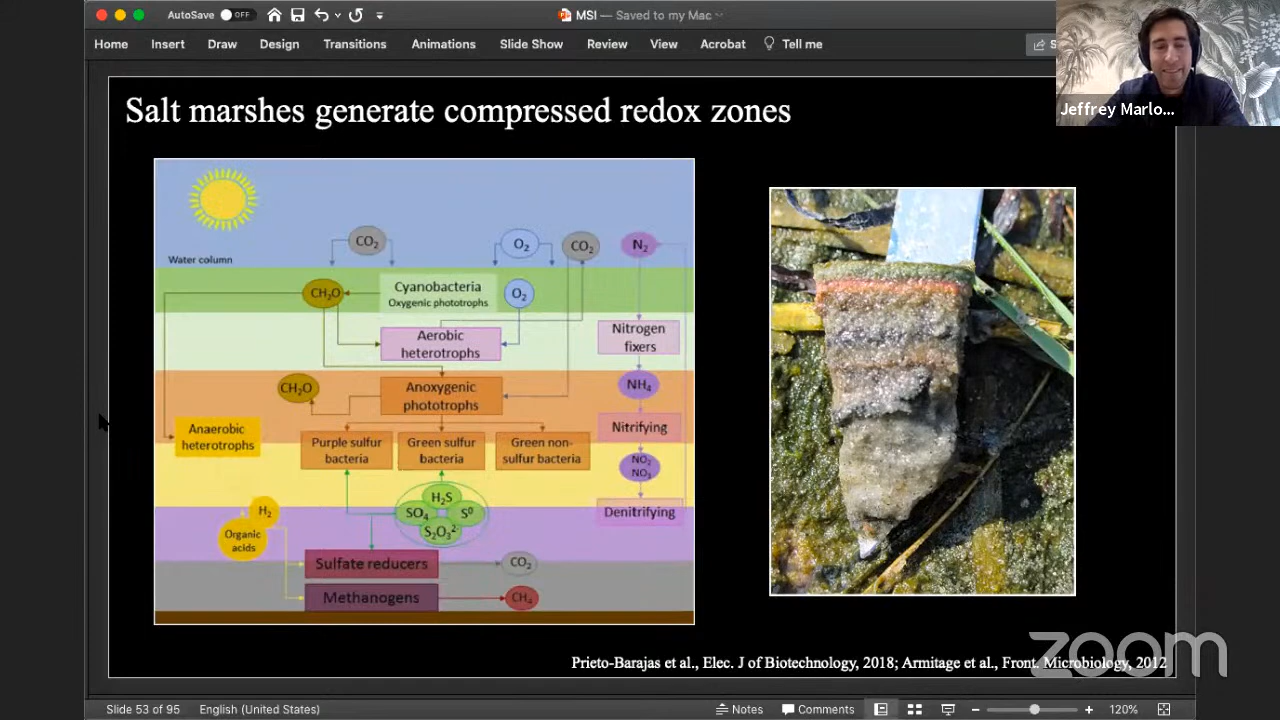 AutoSave OFF
MSI — Saved to my Mac
Home Insert Draw Design Transitions Animations Slide Show Review View Acrobat Tell me
Jeffrey Marlo...
Salt marshes generate compressed redox zones
CO2
O2
CO2
N2
Water column
CH2O
Cyanobacteria
Oxygenic phototrophs
O2
Aerobic
heterotrophs
Nitrogen
fixers
CH2O
Anoxygenic
phototrophs
NH4
Anaerobic
heterotrophs
Nitrifying
Purple sulfur
bacteria
Green sulfur
bacteria
Green non-
sulfur bacteria
NO2
NO3
H2S
SO4
S0
S2O3 2-
H2
Organic
acids
Denitrifying
Sulfate reducers
CO2
Methanogens
CH4
zoom
Prieto-Barajas et al., Elec. J of Biotechnology, 2018; Armitage et al., Front. Microbiology, 2012
Slide 53 of 95 English (United States) Notes Comments 120%